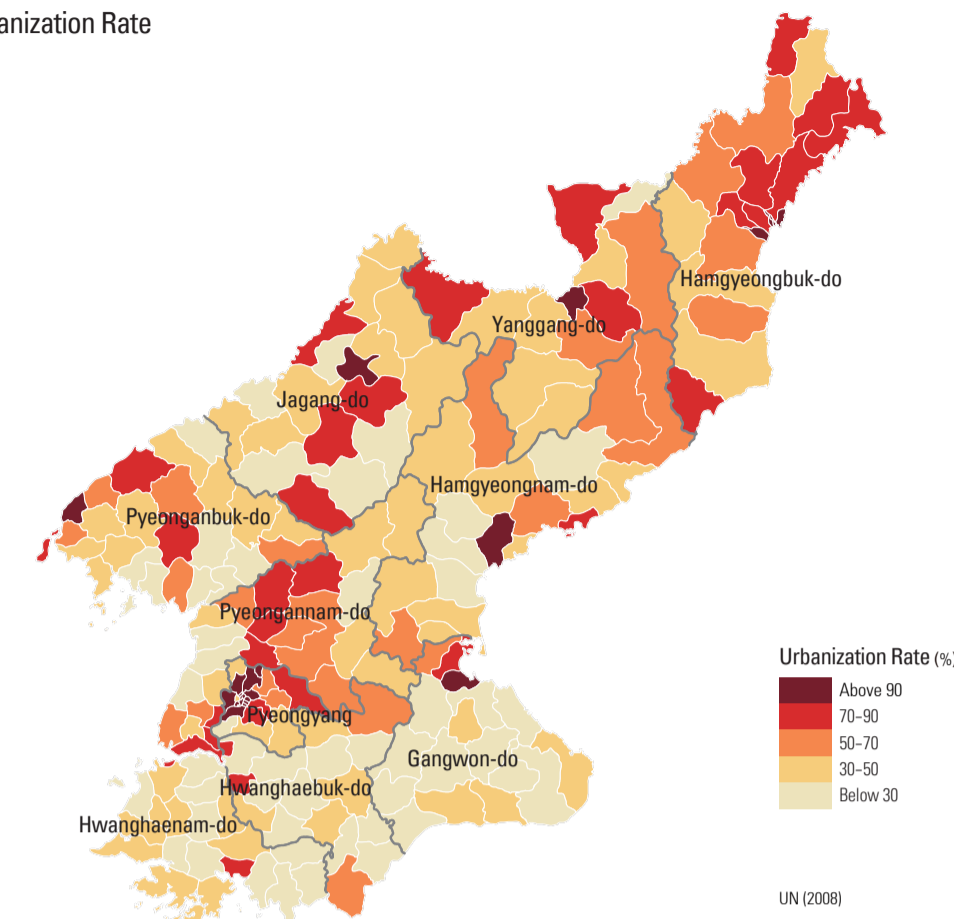 anization Rate
Hamgyeongbuk-do
Yanggang-do
Jagang-do
Hamgyeongnam-do
Pyeonganbuk-do
Pyeongannam-do
Pyeongyang
Gangwon-do
Hwanghaebuk-do
Hwanghaenam-do
Urbanization Rate (%)
Above 90
70–90
50–70
30–50
Below 30
UN (2008)